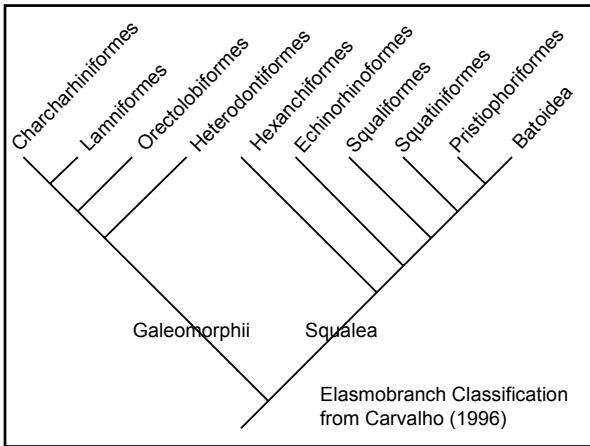 Charcharhiniformes
Lamniformes
Orectolobiformes
Heterodontiformes
Hexanchiformes
Echinorhinoformes
Squaliformes
Squatiniformes
Pristiophoriformes
Batoidea
Galeomorphii
Squalea
Elasmobranch Classification
from Carvalho (1996)